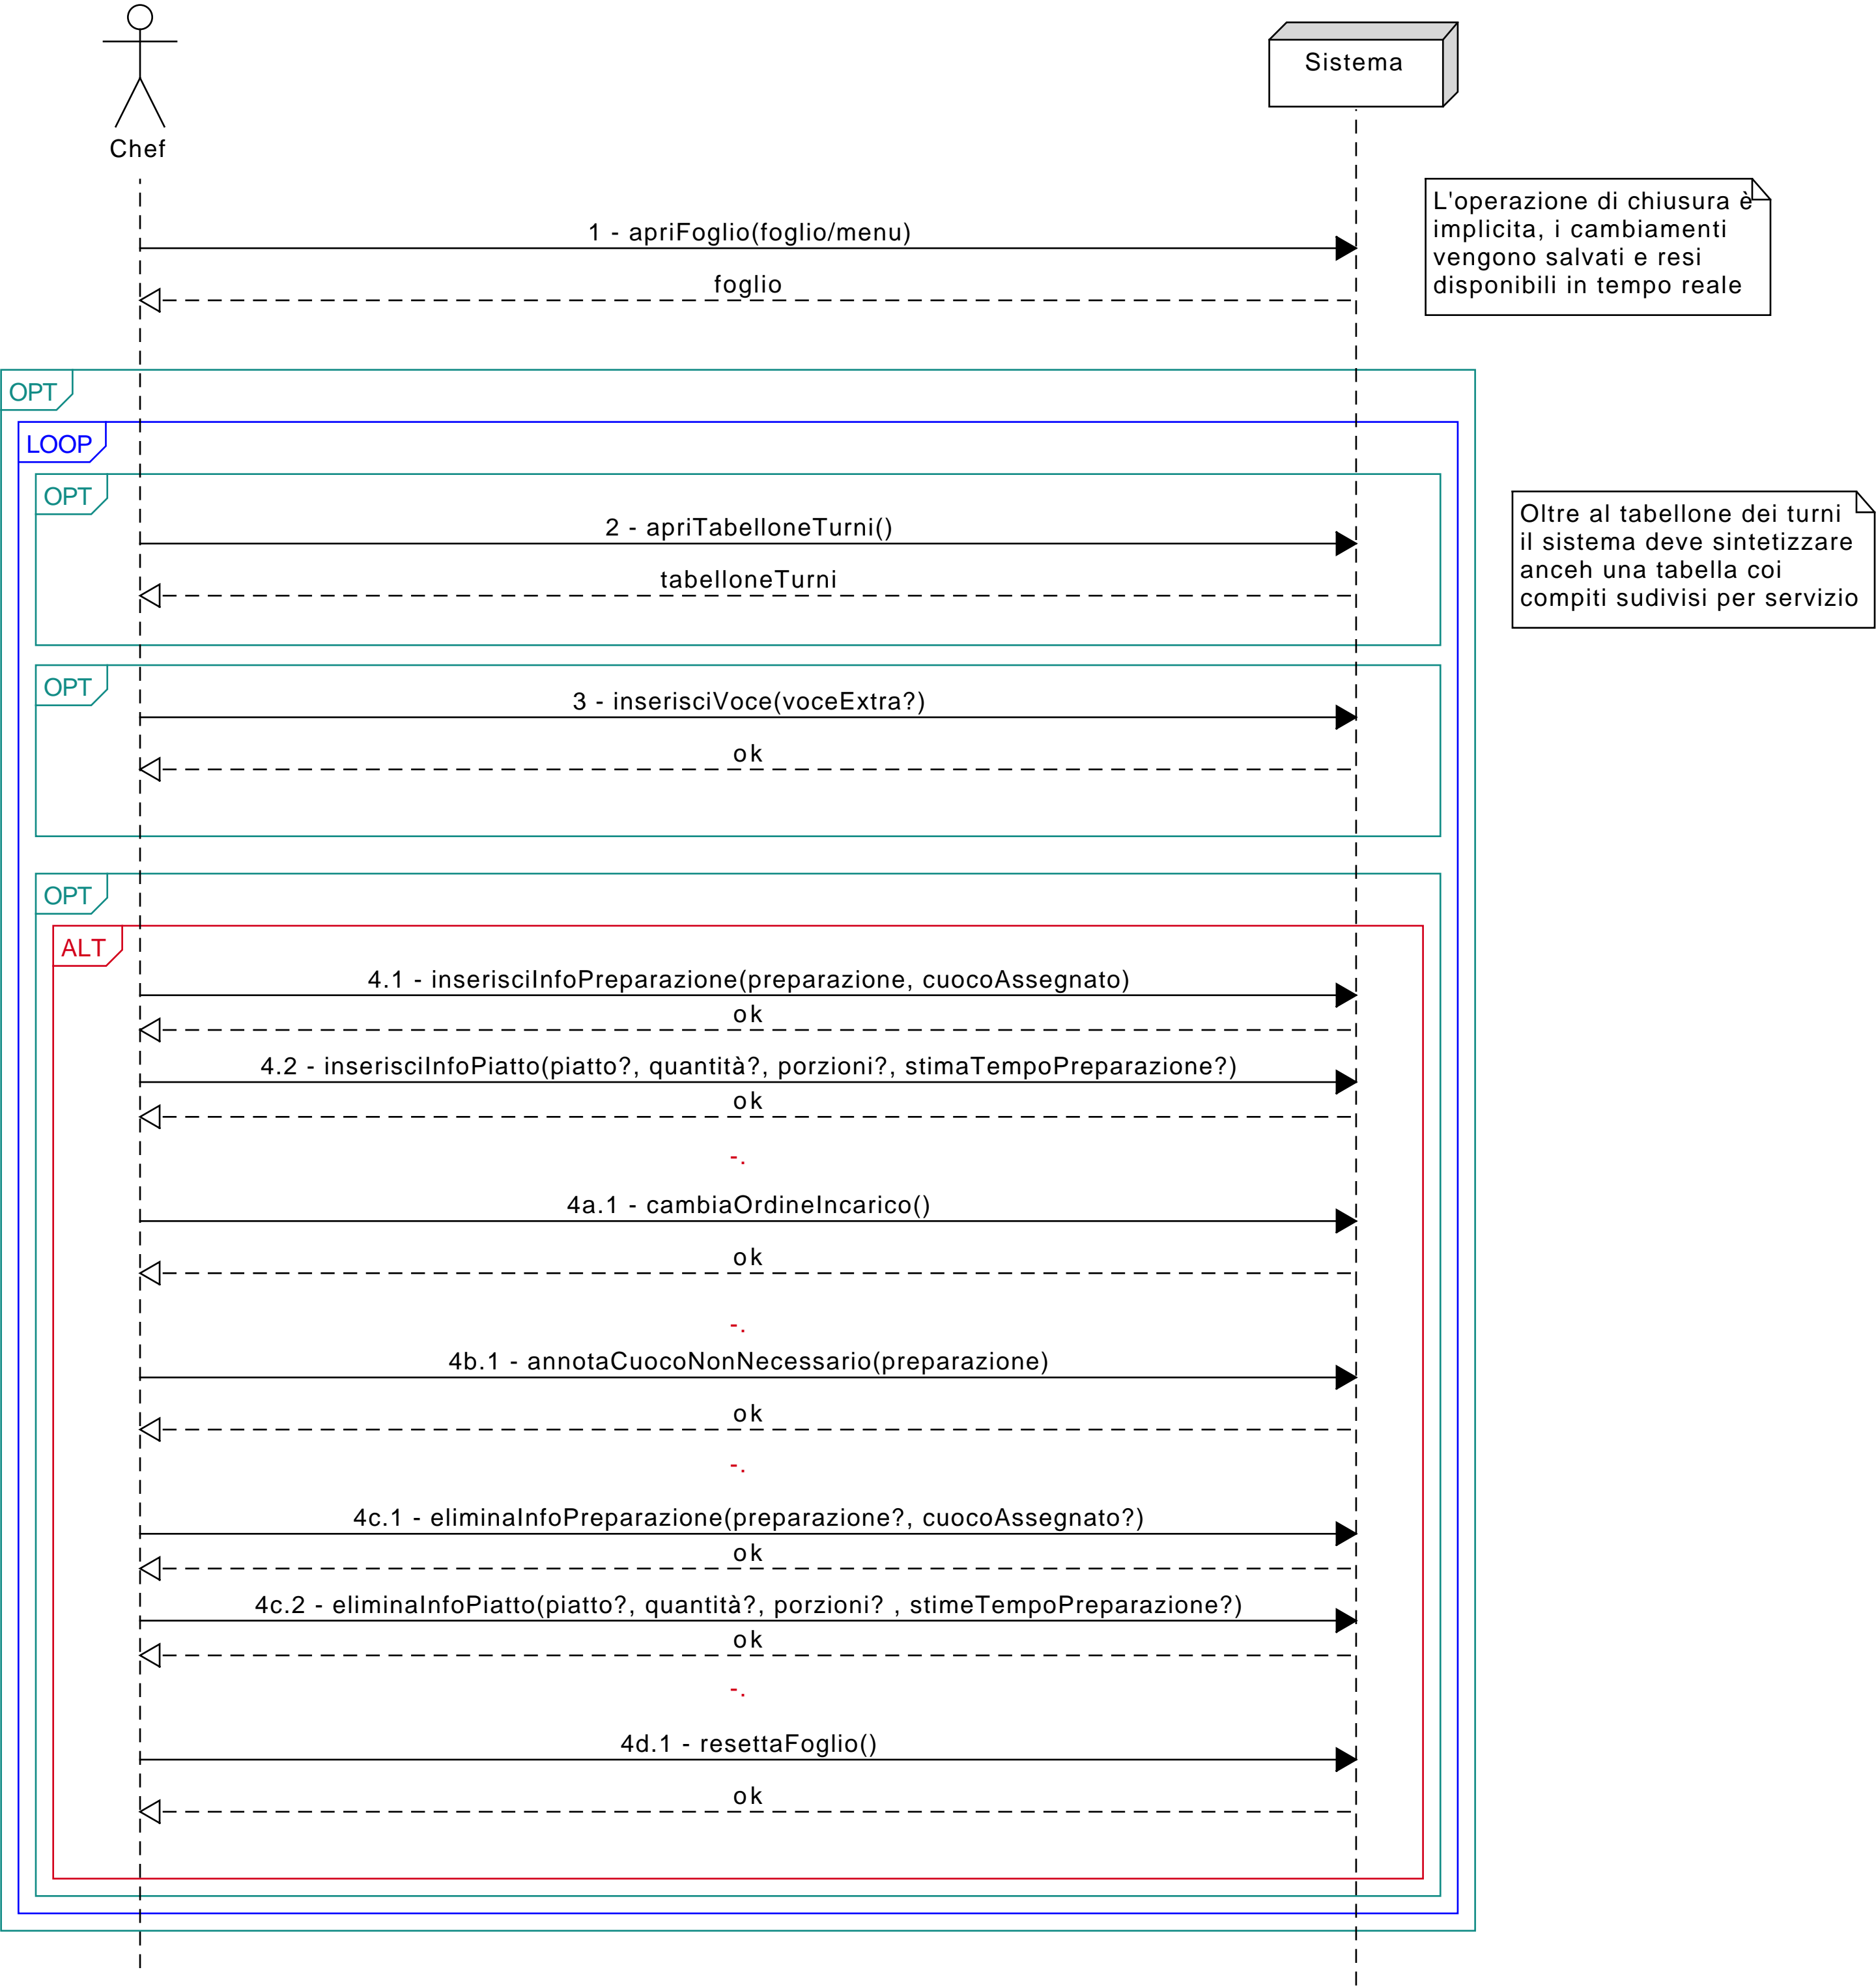 Sistema
Chef
L'operazione di chiusura è
implicita, i cambiamenti
vengono salvati e resi
disponibili in tempo reale
1 - apriFoglio(foglio/menu)
foglio
OPT
LOOP
OPT
2 - apriTabelloneTurni()
tabelloneTurni
Oltre al tabellone dei turni
il sistema deve sintetizzare
anceh una tabella coi
compiti sudivisi per servizio
OPT
3 - inserisciVoce(voceExtra?)
ok
OPT
ALT
4.1 - inserisciInfoPreparazione(preparazione, cuocoAssegnato)
ok
4.2 - inserisciInfoPiatto(piatto?, quantità?, porzioni?, stimaTempoPreparazione?)
ok
-.
4a.1 - cambiaOrdineIncarico()
ok
-.
4b.1 - annotaCuocoNonNecessario(preparazione)
ok
-.
4c.1 - eliminaInfoPreparazione(preparazione?, cuocoAssegnato?)
ok
4c.2 - eliminaInfoPiatto(piatto?, quantità?, porzioni? , stimeTempoPreparazione?)
ok
-.
4d.1 - resettaFoglio()
ok